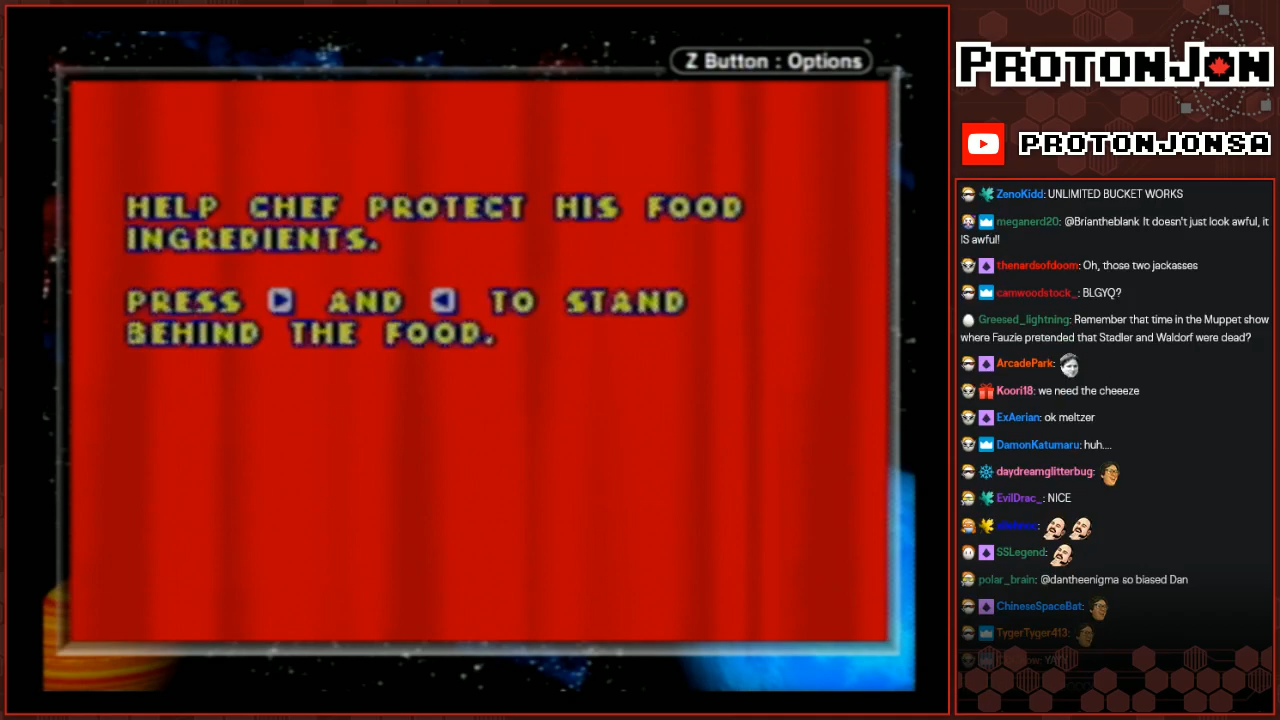 Z Button : Options
HELP CHEF PROTECT HIS FOOD
INGREDIENTS.
PRESS AND TO STAND
BEHIND THE FOOD.
PROTONJON
PROTONJONSA
ZenoKidd: UNLIMITED BUCKET WORKS
meganerd20: @Briantheblank It doesn't just look awful, it
IS awful!
thenardsofdoom: Oh, those two jackasses
camwoodstock_: BLGYQ?
Greesed_lightning: Remember that time in the Muppet show
where Fauzie pretended that Stadler and Waldorf were dead?
ArcadePark:
Koori18: we need the cheeeze
ExAerian: ok meltzer
DamonKatumaru: huh....
daydreamglitterbug:
EvilDrac_: NICE
SSLegend:
polar_brain: @dantheenigma so biased Dan
ChineseSpaceBat:
TygerTyger413: